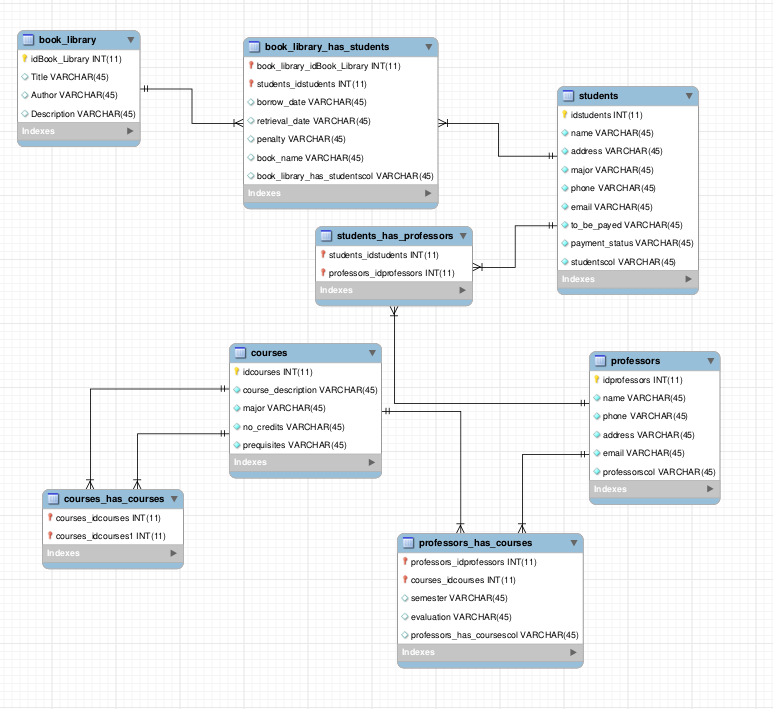 book_library
idBook_Library INT(11)
Title VARCHAR(45)
Author VARCHAR(45)
Description VARCHAR(45)
Indexes
book_library_has_students
book_library_idBook_Library INT(11)
students_idstudents INT(11)
borrow_date VARCHAR(45)
retrieval_date VARCHAR(45)
penalty VARCHAR(45)
book_name VARCHAR(45)
book_library_has_studentscol VARCHAR(45)
Indexes
students
idstudents INT(11)
name VARCHAR(45)
address VARCHAR(45)
major VARCHAR(45)
phone VARCHAR(45)
email VARCHAR(45)
to_be_payed VARCHAR(45)
payment_status VARCHAR(45)
studentscol VARCHAR(45)
Indexes
students_has_professors
students_idstudents INT(11)
professors_idprofessors INT(11)
Indexes
courses
idcourses INT(11)
course_description VARCHAR(45)
major VARCHAR(45)
no_credits VARCHAR(45)
prequisites VARCHAR(45)
Indexes
professors
idprofessors INT(11)
name VARCHAR(45)
phone VARCHAR(45)
address VARCHAR(45)
email VARCHAR(45)
professorscol VARCHAR(45)
Indexes
courses_has_courses
courses_idcourses INT(11)
courses_idcourses1 INT(11)
Indexes
professors_has_courses
professors_idprofessors INT(11)
courses_idcourses INT(11)
semester VARCHAR(45)
evaluation VARCHAR(45)
professors_has_coursescol VARCHAR(45)
Indexes